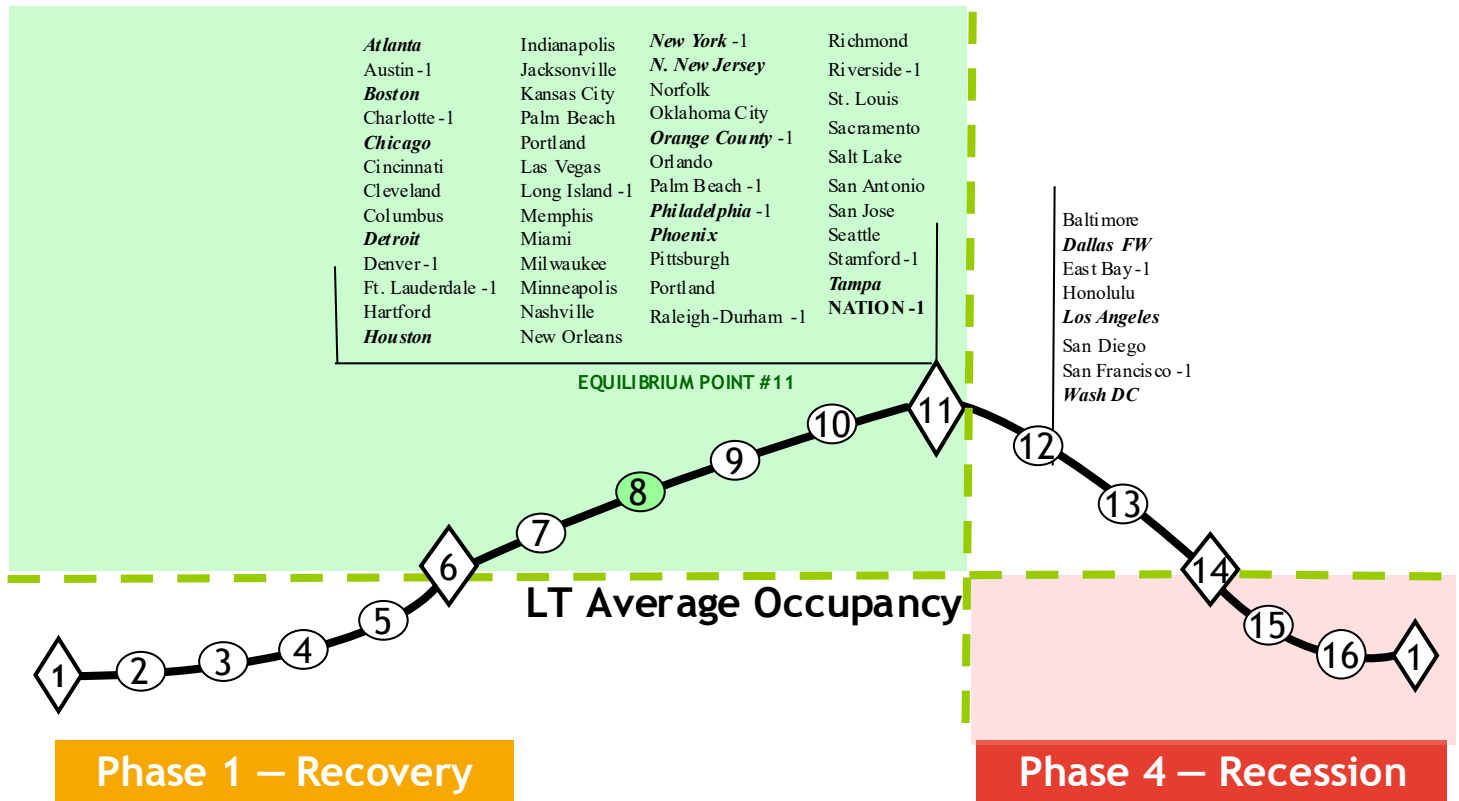 Atlanta
Austin -1
Boston
Charlotte -1
Chicago
Cincinnati
Cleveland
Columbus
Detroit
Denver -1
Ft. Lauderdale -1
Hartford
Houston
Indianapolis
Jacksonville
Kansas City
Palm Beach
Portland
Las Vegas
Long Island -1
Memphis
Miami
Milwaukee
Minneapolis
Nashville
New Orleans
New York -1
N. New Jersey
Norfolk
Oklahoma City
Orange County -1
Orlando
Palm Beach -1
Philadelphia -1
Phoenix
Pittsburgh
Portland
Raleigh-Durham -1
Richmond
Riverside -1
St. Louis
Sacramento
Salt Lake
San Antonio
San Jose
Seattle
Stamford -1
Tampa
NATION -1
Baltimore
Dallas FW
East Bay -1
Honolulu
Los Angeles
San Diego
San Francisco -1
Wash DC
EQUILIBRIUM POINT #11
1
2
3
4
5
6
7
8
9
10
11
12
13
14
15
16
1
LT Average Occupancy
Phase 1 — Recovery
Phase 4 — Recession